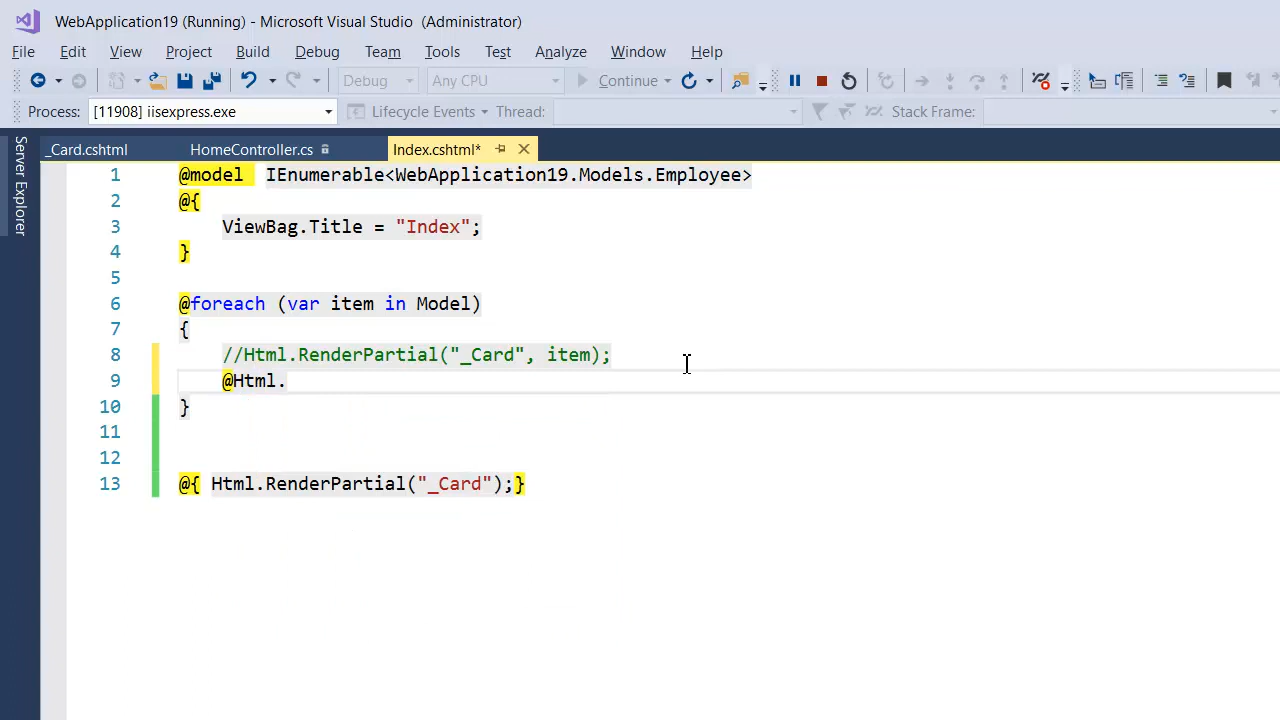 WebApplication19 (Running) - Microsoft Visual Studio (Administrator)
File Edit View Project Build Debug Team Tools Test Analyze Window Help
Debug Any CPU Continue
Process: [11908] iisexpress.exe Lifecycle Events Thread: Stack Frame:
Server Explorer
_Card.cshtml HomeController.cs Index.cshtml*
1 @model IEnumerable<WebApplication19.Models.Employee>
2 @{
3 ViewBag.Title = "Index";
4 }
5
6 @foreach (var item in Model)
7 {
8 //Html.RenderPartial("_Card", item);
9 @Html.
10 }
11
12
13 @{ Html.RenderPartial("_Card");}